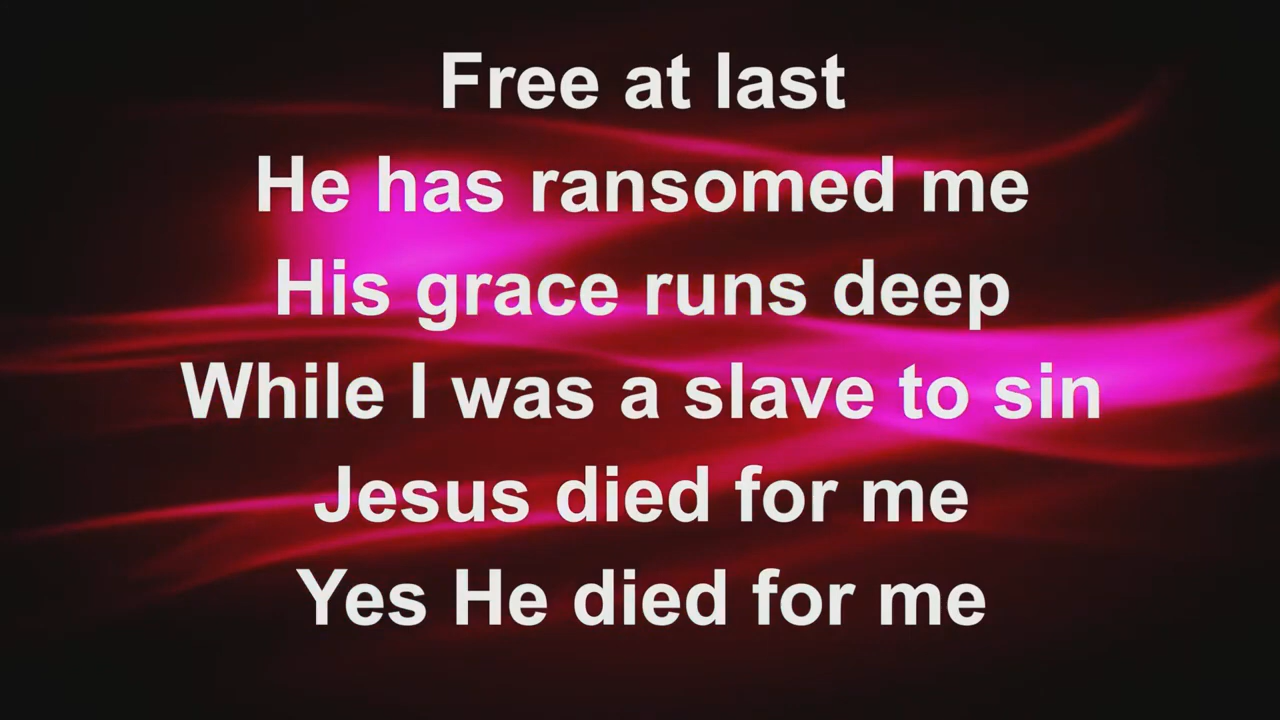 Free at last
He has ransomed me
His grace runs deep
While I was a slave to sin
Jesus died for me
Yes He died for me